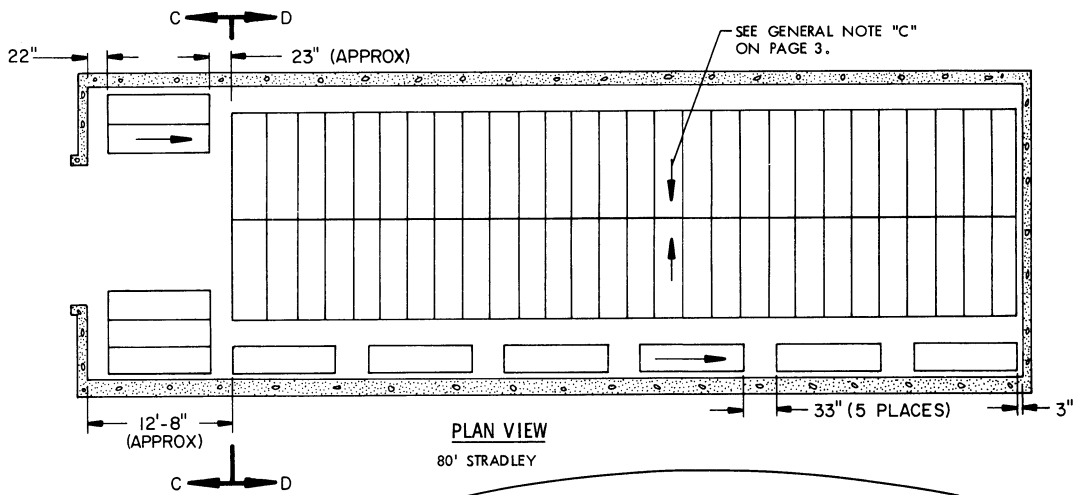 C D
22"
23" (APPROX)
SEE GENERAL NOTE "C"
ON PAGE 3.
12'-8"
(APPROX)
33" (5 PLACES)
3"
PLAN VIEW
80' STRADLEY
C D